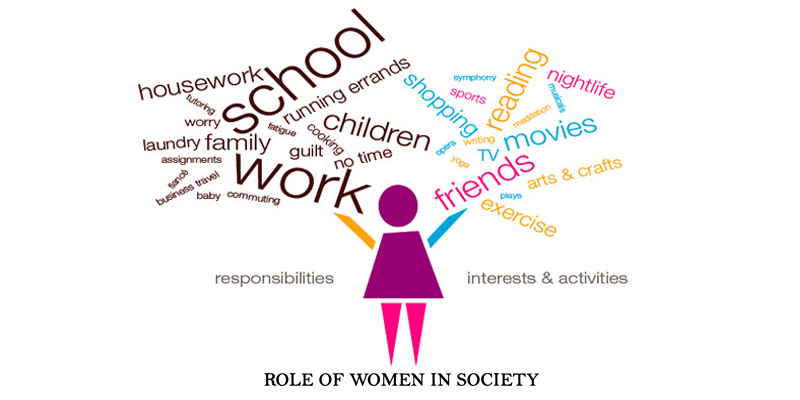 school
housework
running errands
tutoring
worry
fatigue
cooking
children
laundry
family
guilt
no time
assignments
work
fiancé
business travel
baby
commuting
symphony
shopping
sports
reading
nightlife
musicals
meditation
opera
writing
movies
TV
yoga
friends
arts & crafts
plays
exercise
responsibilities
interests & activities
ROLE OF WOMEN IN SOCIETY